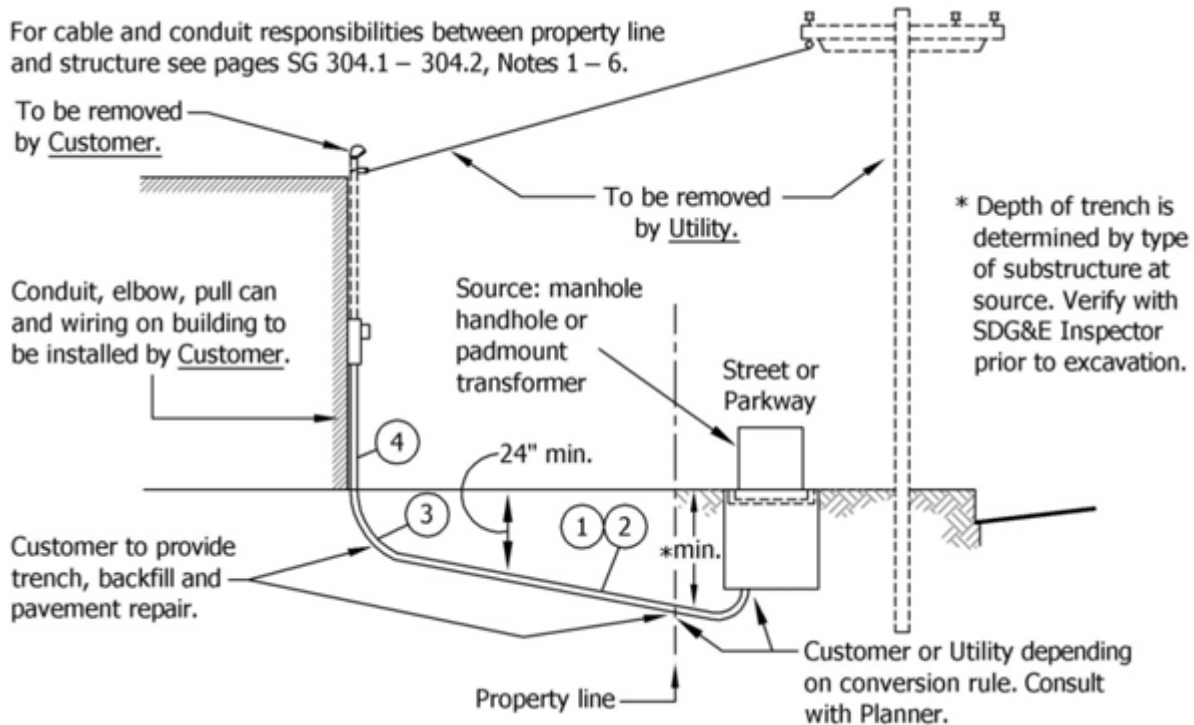 For cable and conduit responsibilities between property line
and structure see pages SG 304.1 – 304.2, Notes 1 – 6.
To be removed
by Customer.
To be removed
by Utility.
* Depth of trench is
determined by type
of substructure at
source. Verify with
SDG&E Inspector
prior to excavation.
Conduit, elbow, pull can
and wiring on building to
be installed by Customer.
Source: manhole
handhole or
padmount
transformer
Street or
Parkway
4
24" min.
3
1 2
*min.
Customer to provide
trench, backfill and
pavement repair.
Property line
Customer or Utility depending
on conversion rule. Consult
with Planner.